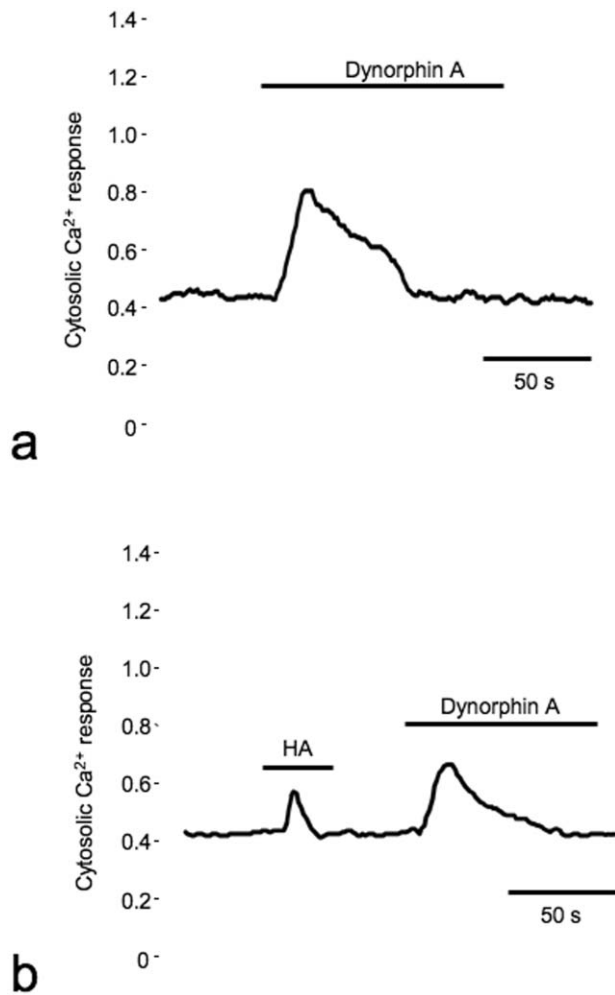 1.4-
Dynorphin A
1.2-
1.0-
0.8-
0.6-
0.4-
0.2-
0-
Cytosolic Ca²⁺ response
50 s
a
1.4-
1.2-
1.0-
0.8-
Dynorphin A
HA
0.6-
0.4-
0.2-
0-
Cytosolic Ca²⁺ response
50 s
b